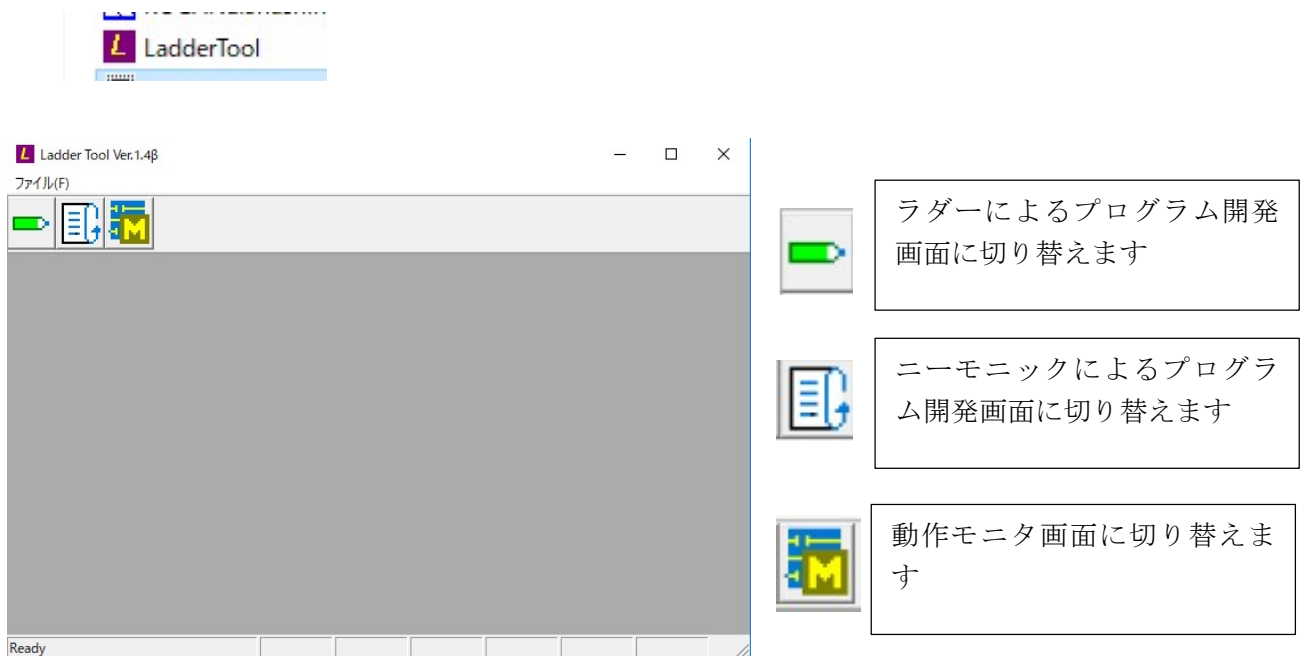 LadderTool
Ladder Tool Ver.1.4β
ファイル(F)
ラダーによるプログラム開発
画面に切り替えます
ニーモニックによるプログラ
ム開発画面に切り替えます
M
動作モニタ画面に切り替えま
す
Ready